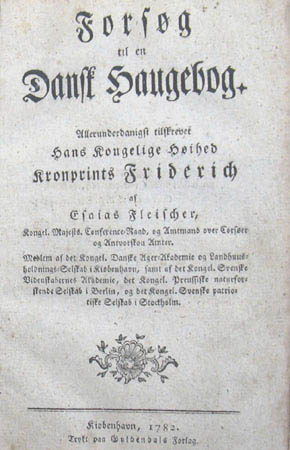 Forsøg
til en
Dansk Haugebog.
Allerunderdanigst tilskrevet
Hans Kongelige Høihed
Kronprints Friderich
af
Esaias Fleischer,
Kongel. Majests. Conference-Raad, og Amtmand over Corsøer
og Antvorskou Amter.
Medlem af det Kongel. Danske Ager-Akademie og Landhuus-
holdnings-Selskab i Kiøbenhavn, samt af det Kongel. Svenske
Videnskabernes Akademie, det Kongel. Preussiske naturfor-
skende Selskab i Berlin, og det Kongel. Svenske patrio-
tiske Selskab i Stockholm.
Kiøbenhavn, 1782.
Trykt paa Gyldendals Forlag.